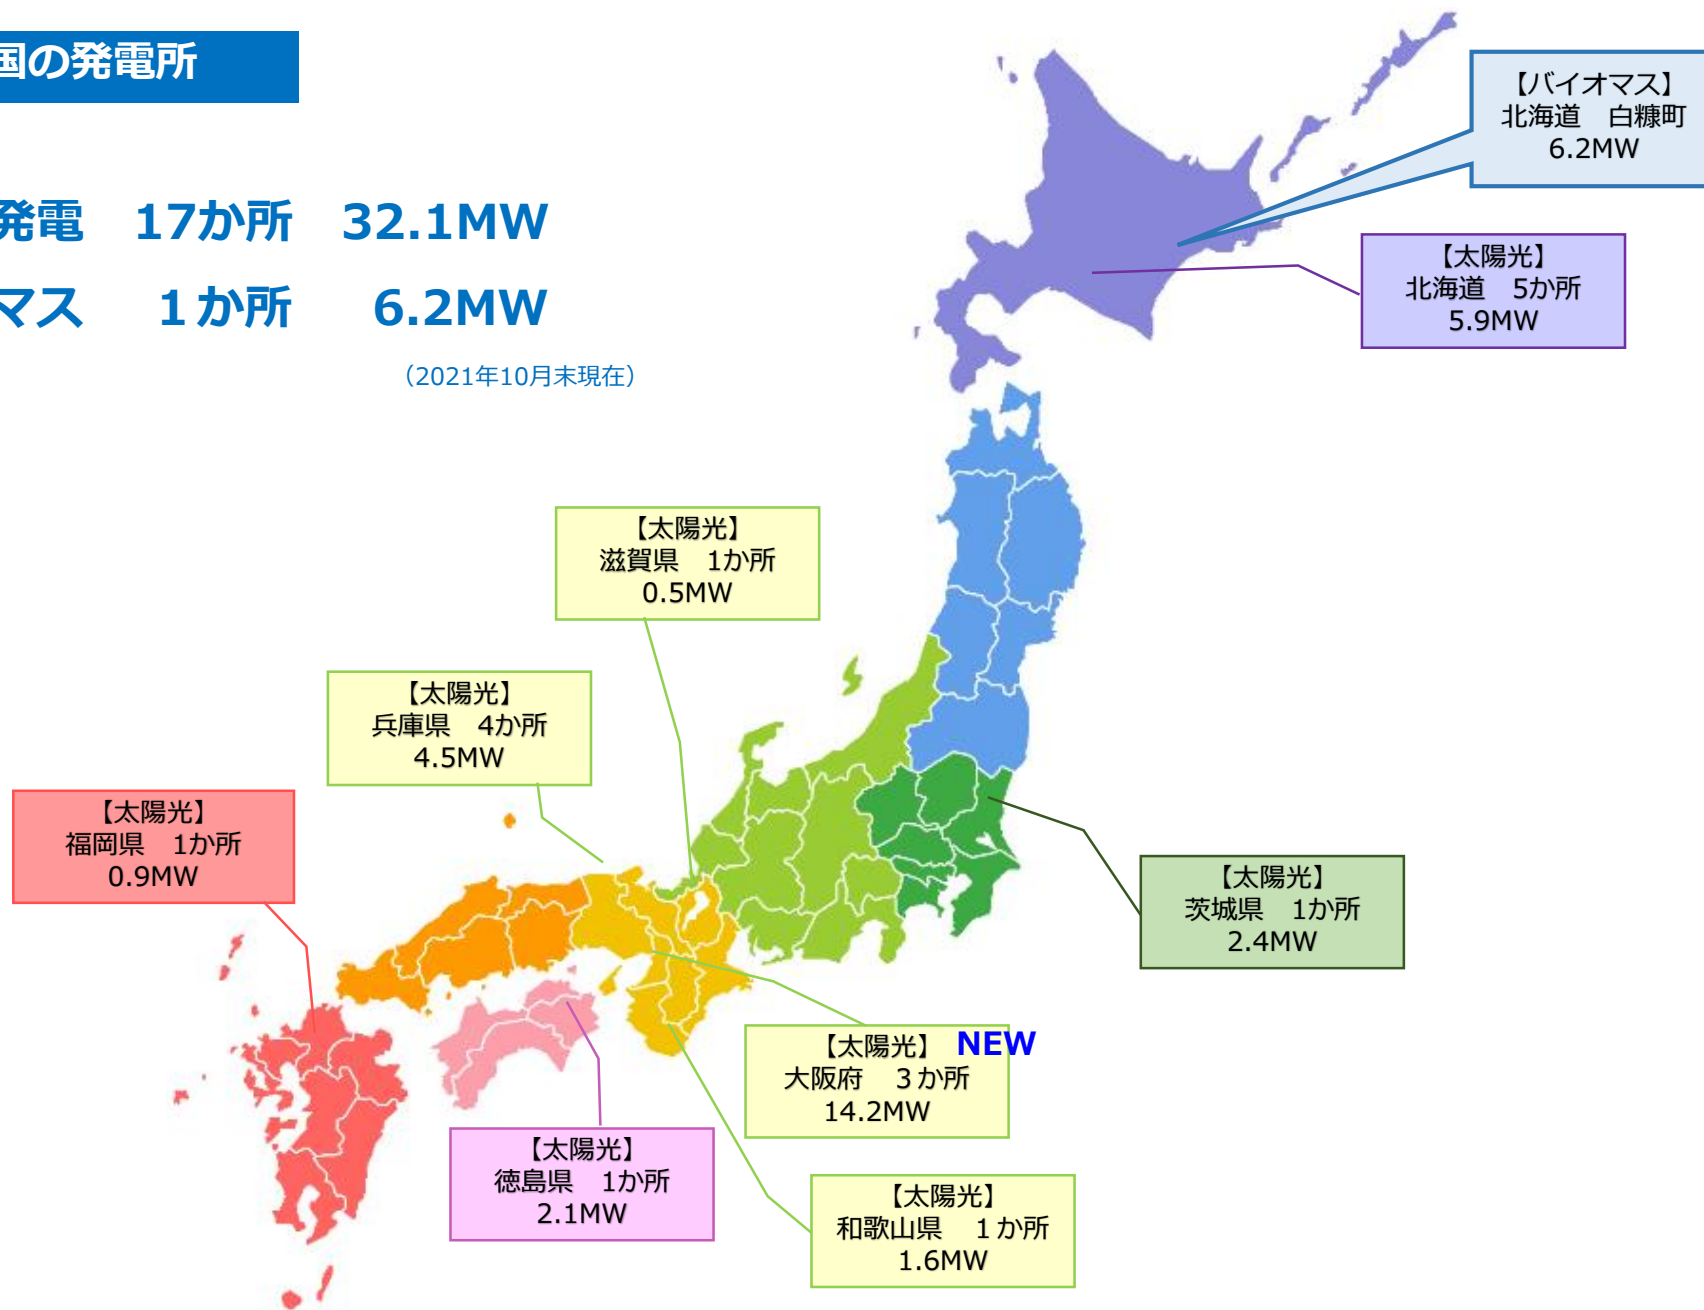 国の発電所
発電　17か所　32.1MW
マス　１か所　6.2MW
（2021年10月末現在）
【バイオマス】
北海道　白糠町
6.2MW
【太陽光】
北海道　5か所
5.9MW
【太陽光】
滋賀県　1か所
0.5MW
【太陽光】
兵庫県　4か所
4.5MW
【太陽光】
福岡県　1か所
0.9MW
【太陽光】
茨城県　1か所
2.4MW
【太陽光】 NEW
大阪府　３か所
14.2MW
【太陽光】
徳島県　1か所
2.1MW
【太陽光】
和歌山県　１か所
1.6MW